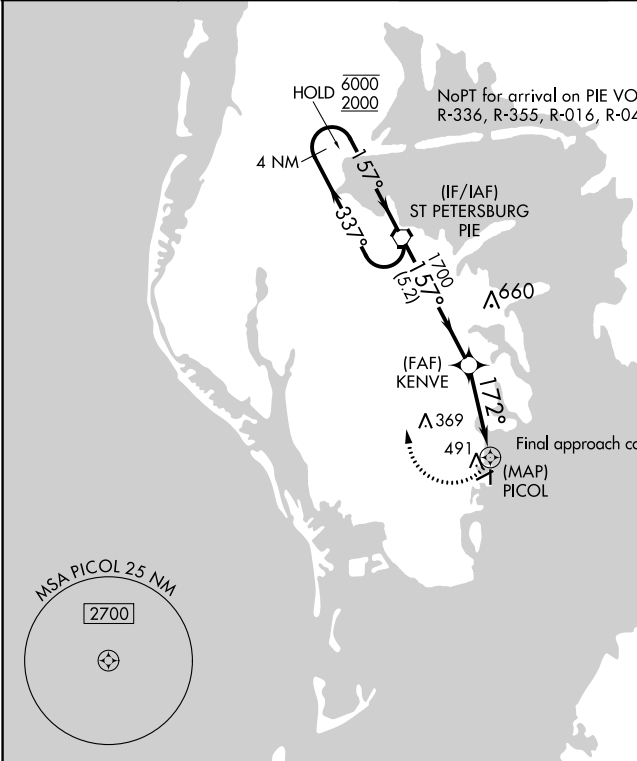 HOLD
6000
2000
NoPT for arrival on PIE VO
R-336, R-355, R-016, R-04
4 NM
157°
337°
(IF/IAF)
ST PETERSBURG
PIE
1700
157°
(5.2)
660
(FAF)
KENVE
172°
369
491
Final approach co
(MAP)
PICOL
MSA PICOL 25 NM
2700